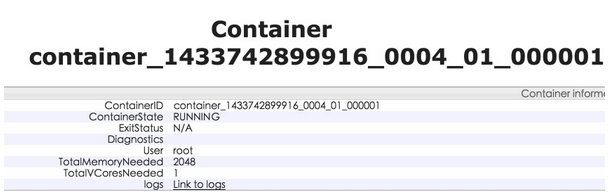 Container
container_1433742899916_0004_01_000001
Container
ContainerID container_1433742899916_0004_01_000001
ContainerState RUNNING
ExitStatus N/A
Diagnostics
User root
TotalMemoryNeeded 2048
TotalVCoresNeeded 1
logs Link to logs